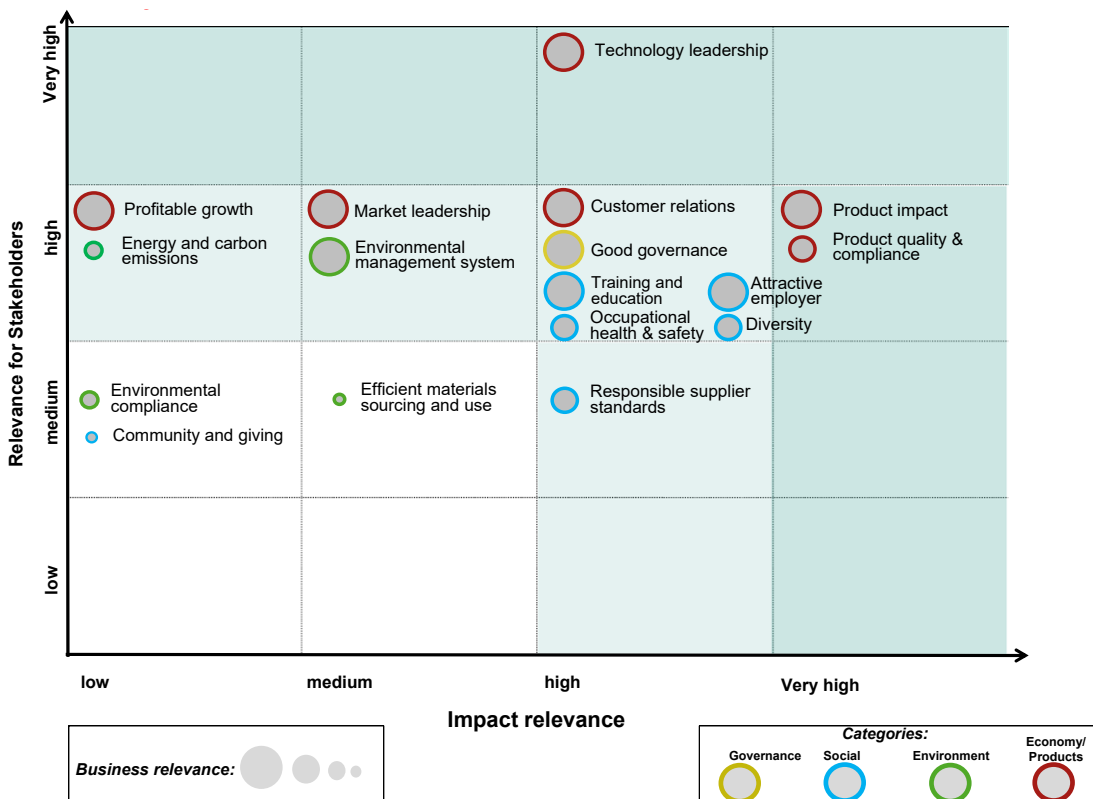 Very high
Technology leadership
Relevance for Stakeholders
high
Profitable growth
Energy and carbon
emissions
Market leadership
Environmental
management system
Customer relations
Good governance
Training and
education
Occupational
health & safety
Attractive
employer
Diversity
Product impact
Product quality &
compliance
medium
Environmental
compliance
Community and giving
Efficient materials
sourcing and use
Responsible supplier
standards
low
low
medium
high
Very high
Impact relevance
Business relevance:
Categories:
Governance
Social
Environment
Economy/
Products